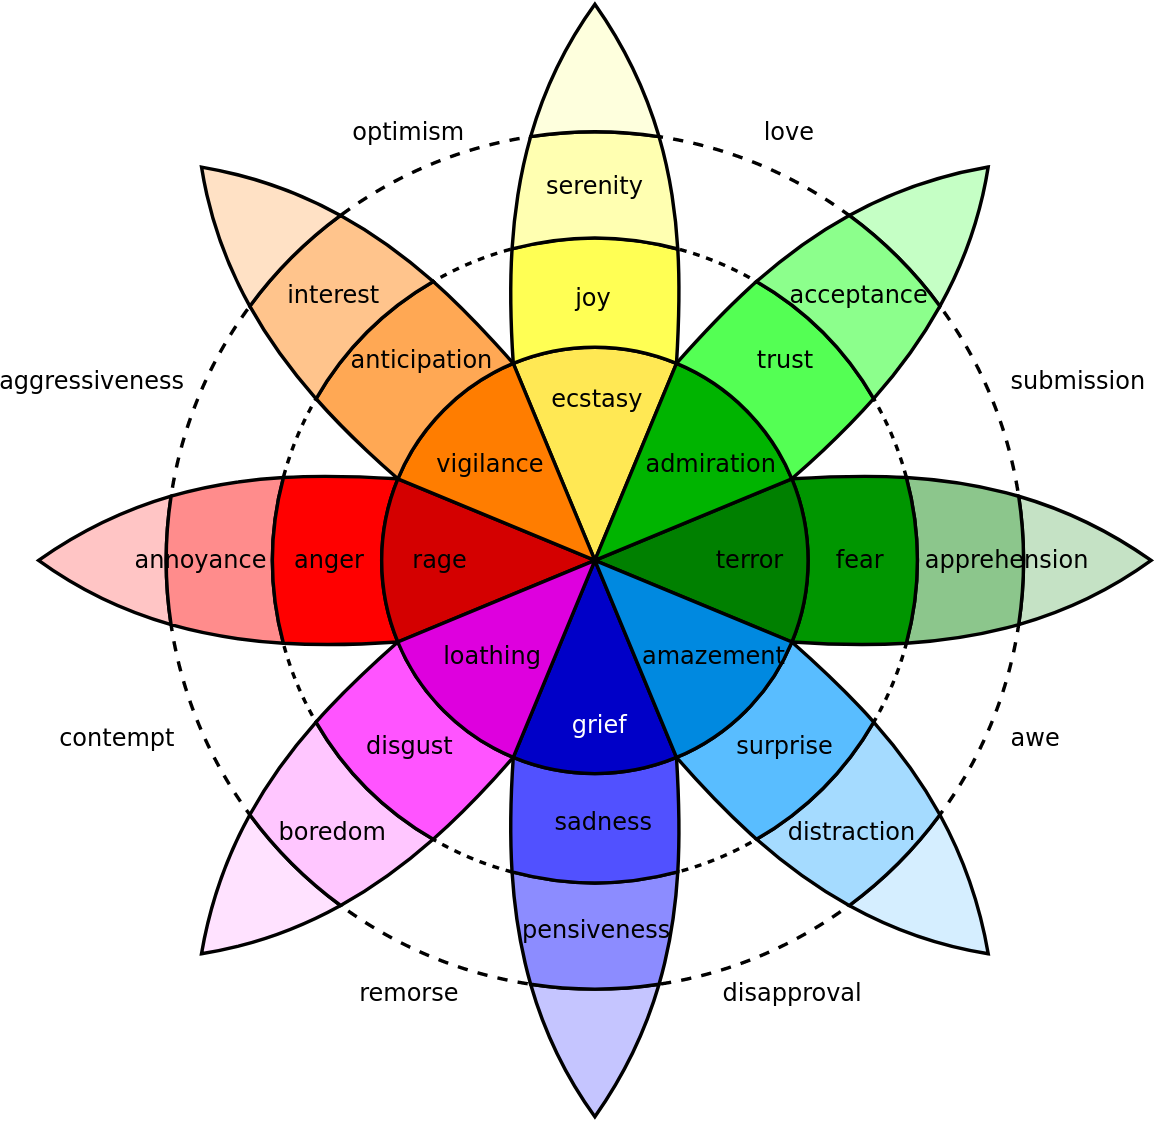 optimism
love
serenity
interest
joy
acceptance
anticipation
trust
aggressiveness
submission
ecstasy
vigilance
admiration
annoyance
anger
rage
terror
fear
apprehension
loathing
amazement
grief
contempt
disgust
surprise
awe
sadness
boredom
distraction
pensiveness
remorse
disapproval